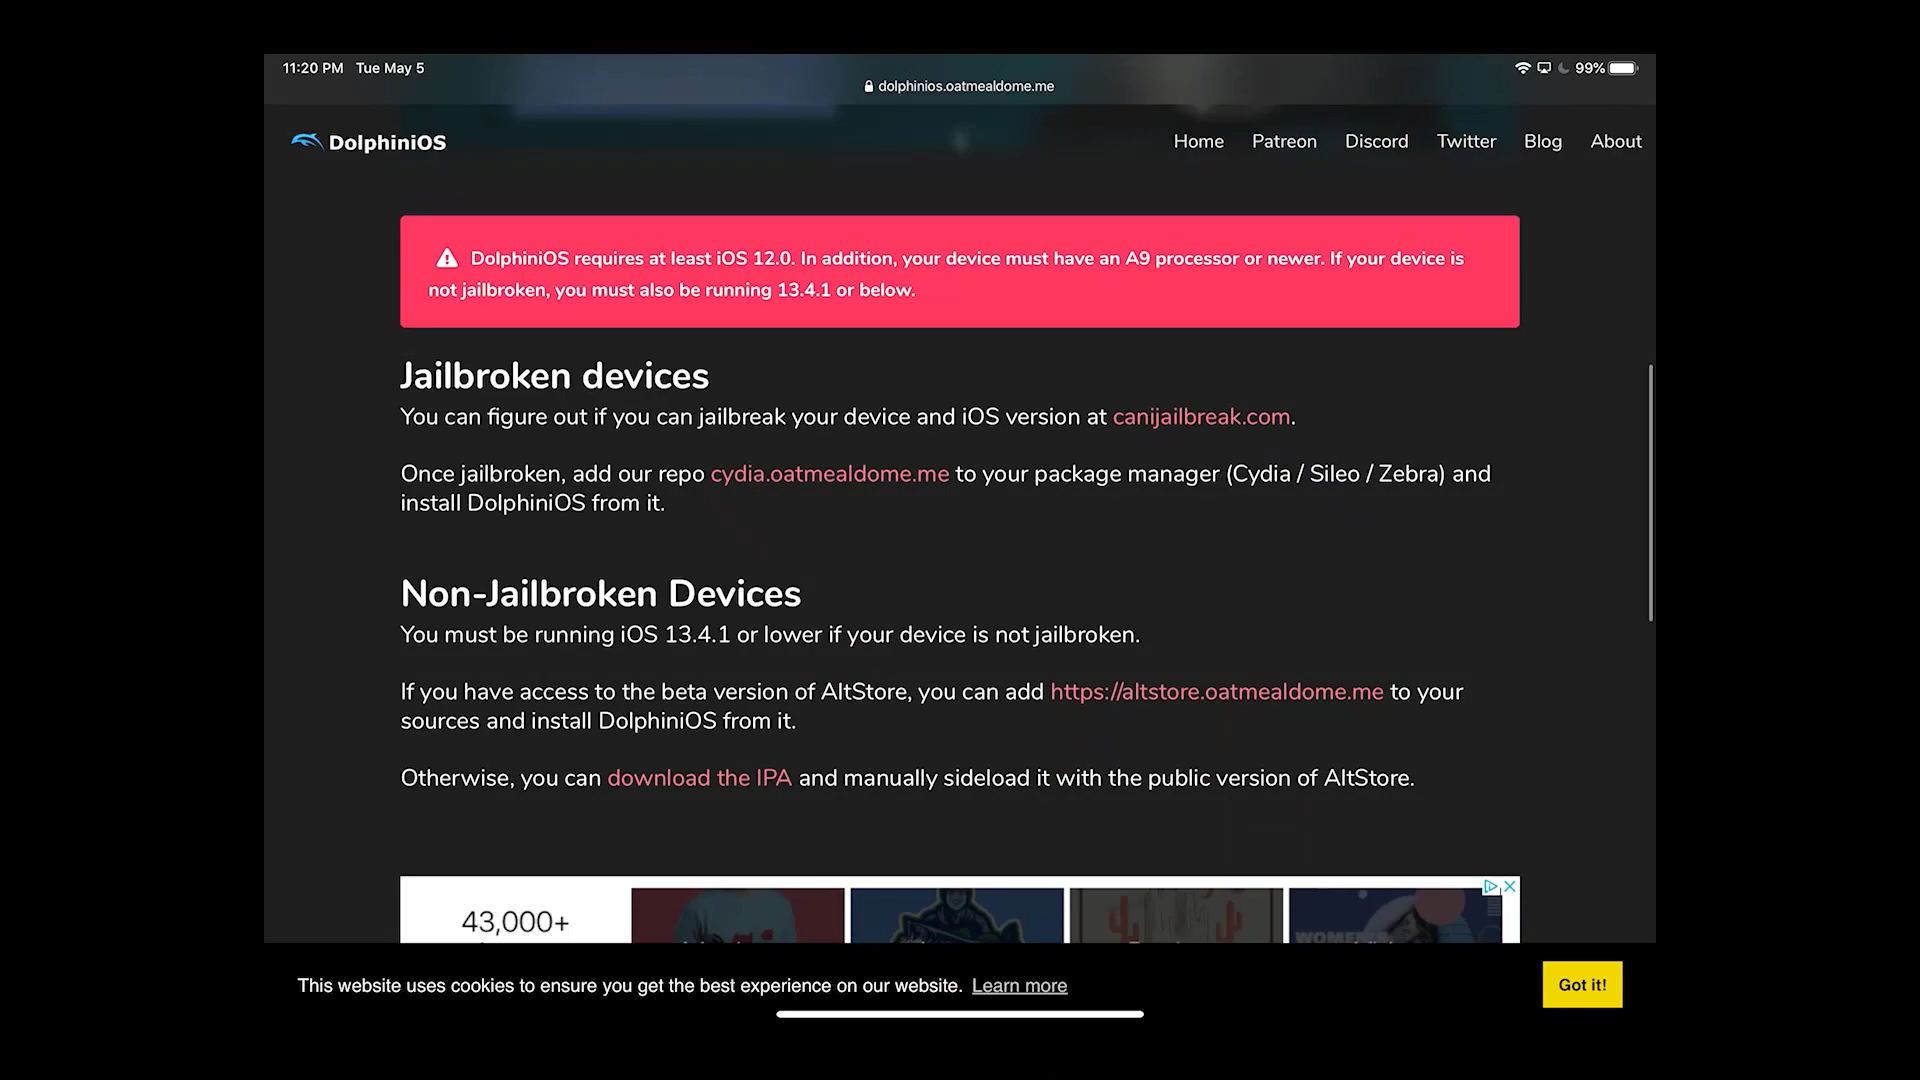 11:20 PM Tue May 5
99%
dolphinios.oatmealdome.me
DolphiniOS
Home Patreon Discord Twitter Blog About
DolphiniOS requires at least iOS 12.0. In addition, your device must have an A9 processor or newer. If your device is
not jailbroken, you must also be running 13.4.1 or below.
Jailbroken devices
You can figure out if you can jailbreak your device and iOS version at canijailbreak.com.
Once jailbroken, add our repo cydia.oatmealdome.me to your package manager (Cydia / Sileo / Zebra) and
install DolphiniOS from it.
Non-Jailbroken Devices
You must be running iOS 13.4.1 or lower if your device is not jailbroken.
If you have access to the beta version of AltStore, you can add https://altstore.oatmealdome.me to your
sources and install DolphiniOS from it.
Otherwise, you can download the IPA and manually sideload it with the public version of AltStore.
43,000+
This website uses cookies to ensure you get the best experience on our website. Learn more
Got it!